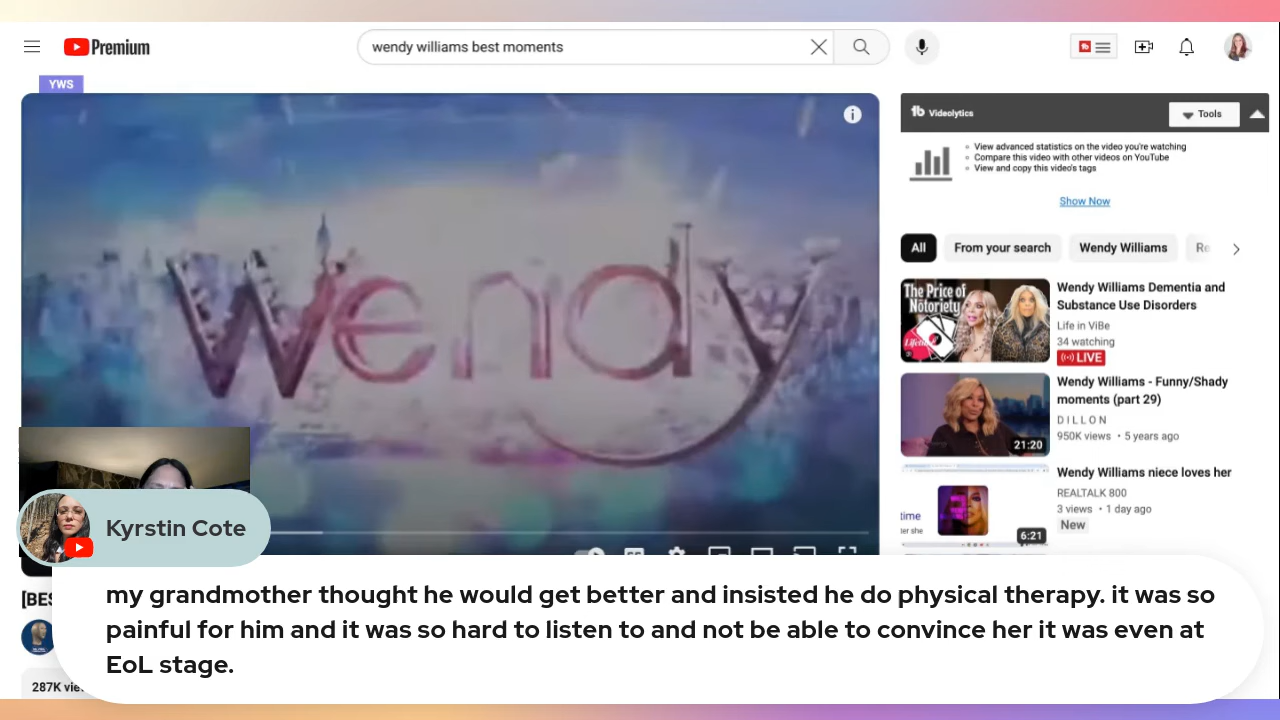 Premium
wendy williams best moments
YWS
wendy
tb Videolytics
Tools
View advanced statistics on the video you're watching
Compare this video with other videos on YouTube
View and copy this video's tags
Show Now
All
From your search
Wendy Williams
Re
The Price of
Notoriety
Lifetime
Wendy Williams Dementia and
Substance Use Disorders
Life in ViBe
34 watching
LIVE
Wendy Williams - Funny/Shady
moments (part 29)
D I L L O N
950K views • 5 years ago
21:20
Wendy Williams niece loves her
REALTALK 800
3 views • 1 day ago
New
6:21
Kyrstin Cote
my grandmother thought he would get better and insisted he do physical therapy. it was so
painful for him and it was so hard to listen to and not be able to convince her it was even at
EoL stage.
[BES
287K vie